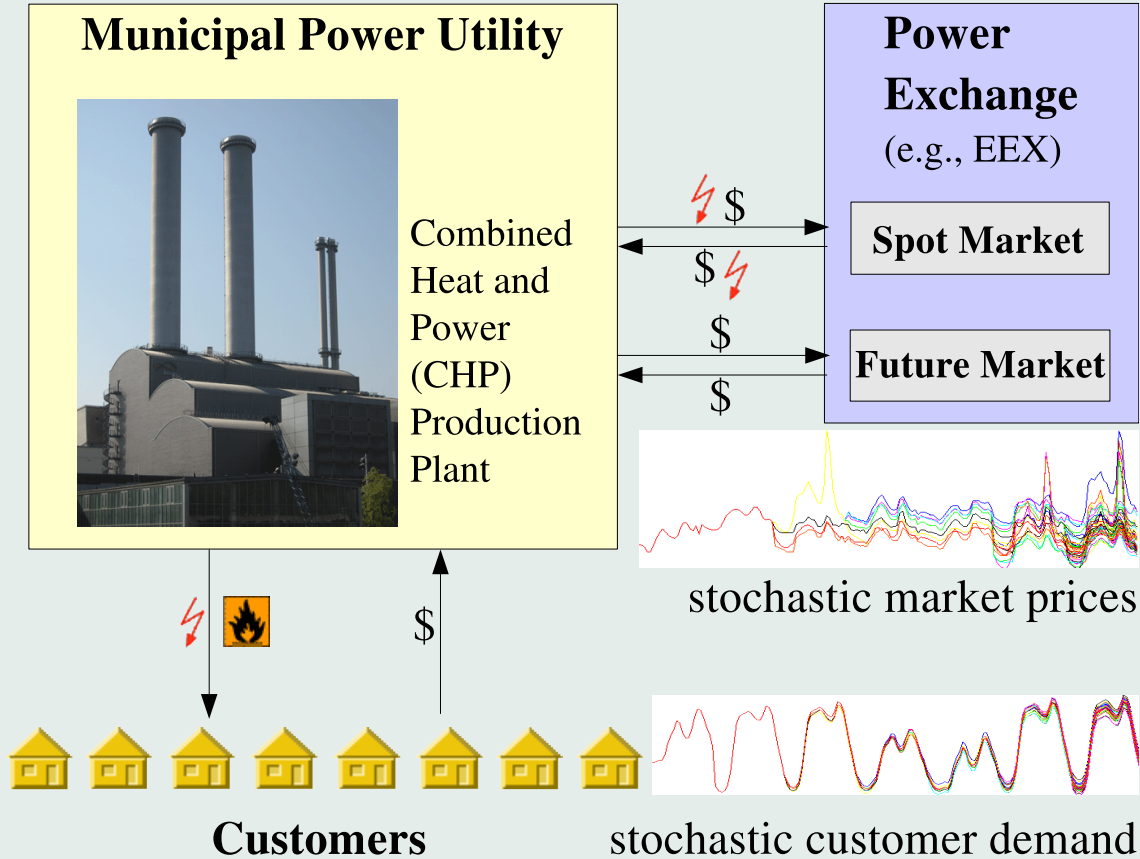 Municipal Power Utility
Combined
Heat and
Power
(CHP)
Production
Plant
Power
Exchange
(e.g., EEX)
$
Spot Market
$
$
Future Market
$
stochastic market prices
$
Customers
stochastic customer demand